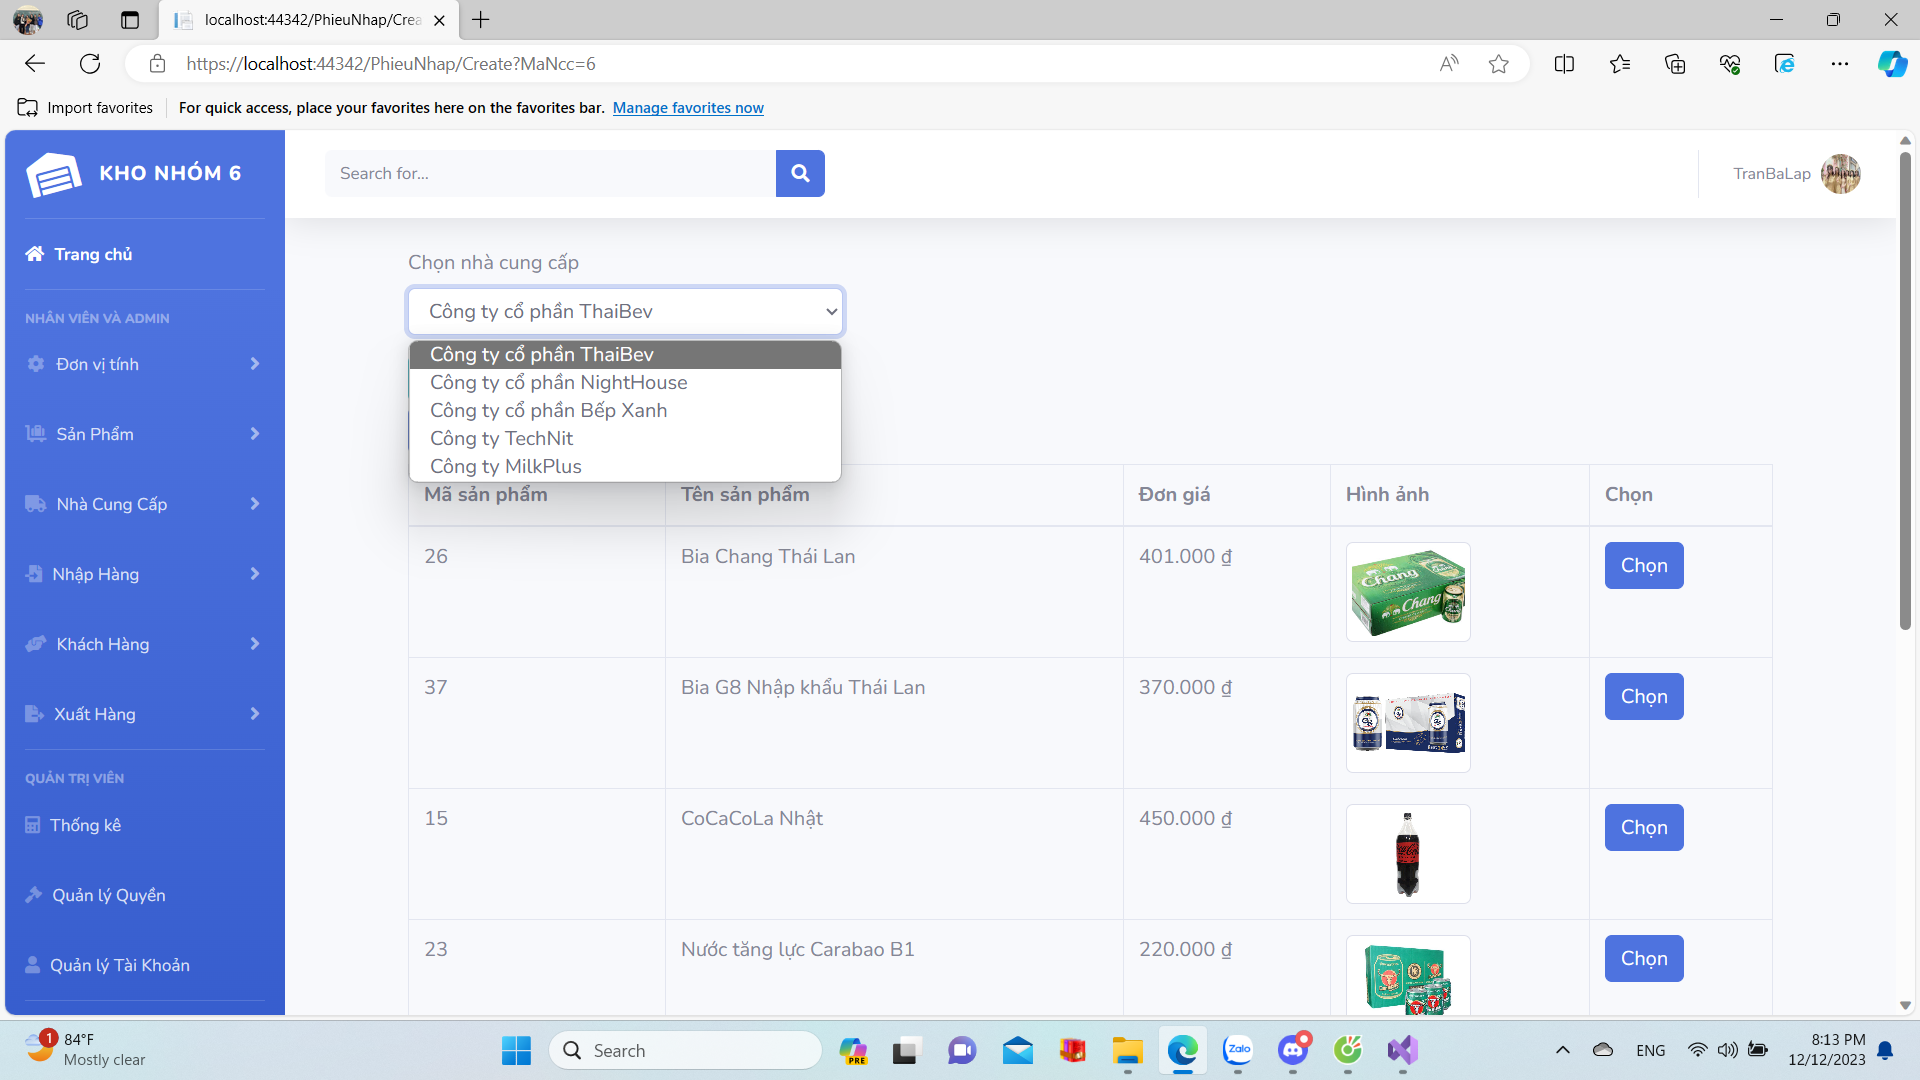 localhost:44342/PhieuNhap/Crea
https://localhost:44342/PhieuNhap/Create?MaNcc=6
Import favorites
For quick access, place your favorites here on the favorites bar. Manage favorites now
KHO NHÓM 6
Search for...
TranBaLap
Trang chủ
NHÂN VIÊN VÀ ADMIN
Đơn vị tính
Sản Phẩm
Nhà Cung Cấp
Nhập Hàng
Khách Hàng
Xuất Hàng
QUẢN TRỊ VIÊN
Thống kê
Quản lý Quyền
Quản lý Tài Khoản
Chọn nhà cung cấp
Công ty cổ phần ThaiBev
Công ty cổ phần ThaiBev
Công ty cổ phần NightHouse
Công ty cổ phần Bếp Xanh
Công ty TechNit
Công ty MilkPlus
Mã sản phẩm Tên sản phẩm Đơn giá Hình ảnh Chọn
26 Bia Chang Thái Lan 401.000 ₫ Chọn
Chang
Chang
37 Bia G8 Nhập khẩu Thái Lan 370.000 ₫ Chọn
15 CoCaCoLa Nhật 450.000 ₫ Chọn
23 Nước tăng lực Carabao B1 220.000 ₫ Chọn
1
84°F
Mostly clear
Search
PRE
Zalo
ENG
8:13 PM
12/12/2023